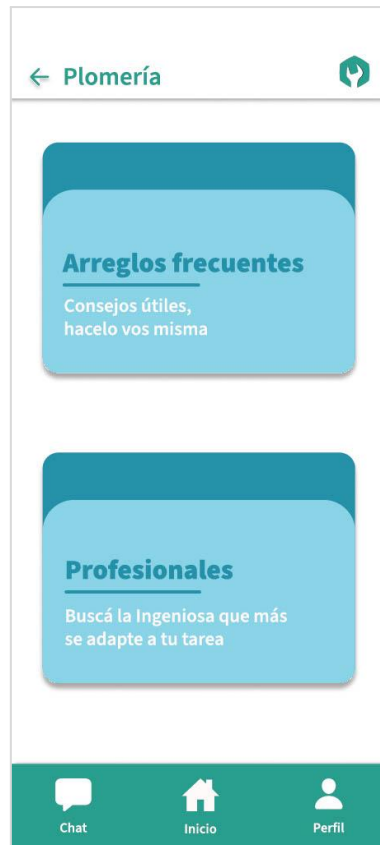 Plomería
Arreglos frecuentes
Consejos útiles,
hacelo vos misma
Profesionales
Buscá la Ingeniosa que más
se adapte a tu tarea
Chat
Inicio
Perfil